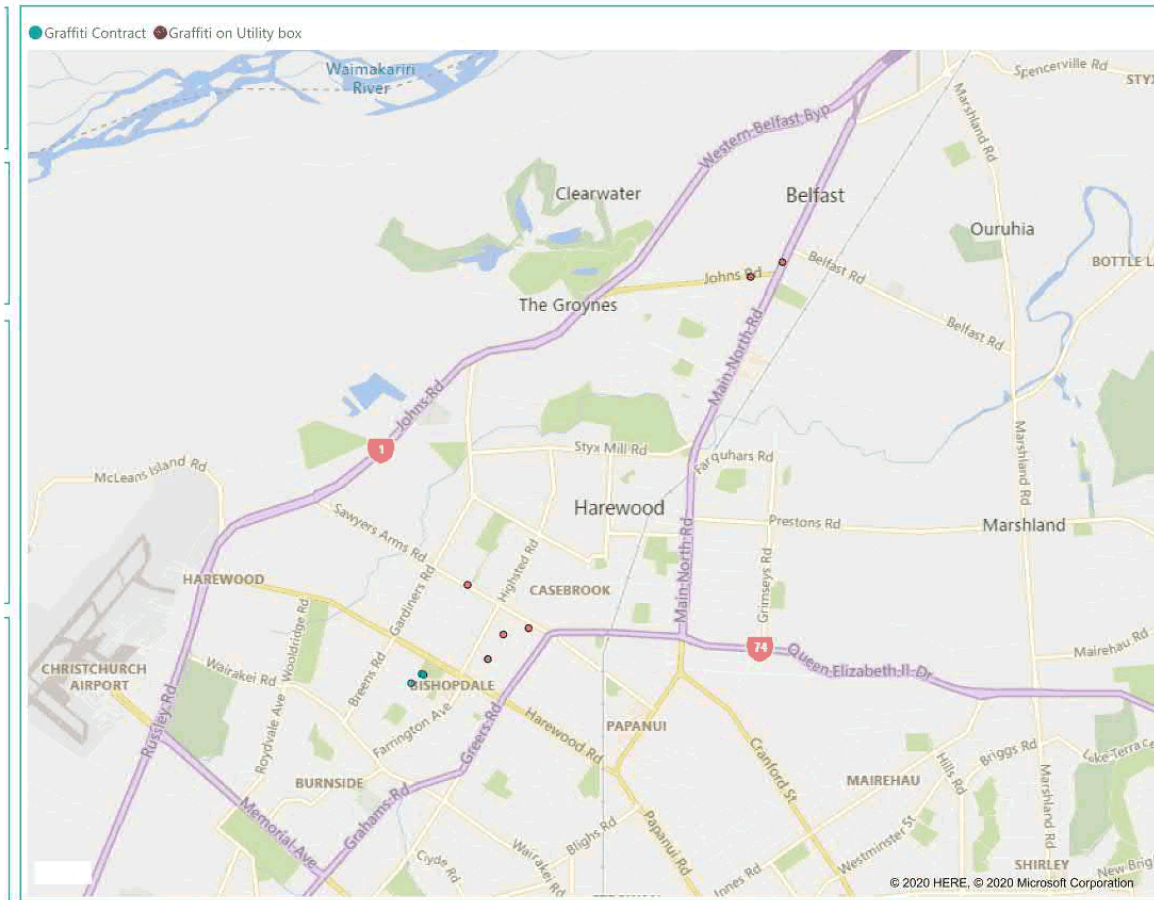 Graffiti Contract Graffiti on Utility box
Waimakariri
River
Spencerville Rd
STYX
Marshland Rd
Western Belfast Byp
Clearwater
Belfast
Ouruhia
Johns Rd
Belfast Rd
BOTTLE L
The Groynes
Belfast Rd
Main North Rd
Johns Rd
1
Styx Mill Rd
Farquhars Rd
Marshland Rd
McLeans Island Rd
Harewood
Sawyers Arms Rd
Prestons Rd
Marshland
Highsted Rd
Main North Rd
Grimseys Rd
HAREWOOD
Gardiners Rd
CASEBROOK
Wooldridge Rd
74
Queen Elizabeth II Dr
Mairehau Rd
CHRISTCHURCH
AIRPORT
Wairakei Rd
Breens Rd
BISHOPDALE
Russley Rd
Roydvale Ave
Farrington Ave
Greers Rd
Harewood Rd
PAPANUI
Cranford St
BURNSIDE
MAIREHAU
Hills Rd
Briggs Rd
Lake Terrace
Memorial Ave
Grahams Rd
Marshland Rd
Blighs Rd
Papanui Rd
Westminster St
Clyde Rd
Wairakei Rd
Innes Rd
SHIRLEY
New Brig
© 2020 HERE, © 2020 Microsoft Corporation